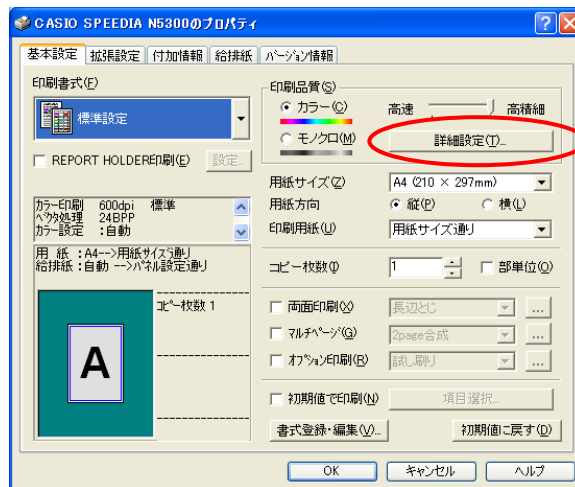 CASIO SPEEDIA N5300のプロパティ
基本設定 拡張設定 付加情報 給排紙 バージョン情報
印刷書式(F)
標準設定
REPORT HOLDER印刷(E) 設定...
カラー印刷 600dpi 標準
ベクタ処理 24BPP
カラー設定 :自動
用 紙 :A4-->用紙サイズ通り
給排紙 :自動 -->パネル設定通り
コピー枚数 1
A
印刷品質(S)
カラー(C) 高速 高精細
モノクロ(M) 詳細設定(T)...
用紙サイズ(Z) A4 (210 × 297mm)
用紙方向 縦(P) 横(L)
印刷用紙(U) 用紙サイズ通り
コピー枚数(I) 1 部単位(O)
両面印刷(X) 長辺とじ ...
マルチページ(G) 2page合成 ...
オプション印刷(R) 試し刷り ...
初期値で印刷(N) 項目選択...
書式登録・編集(V)... 初期値に戻す(D)
OK キャンセル ヘルプ